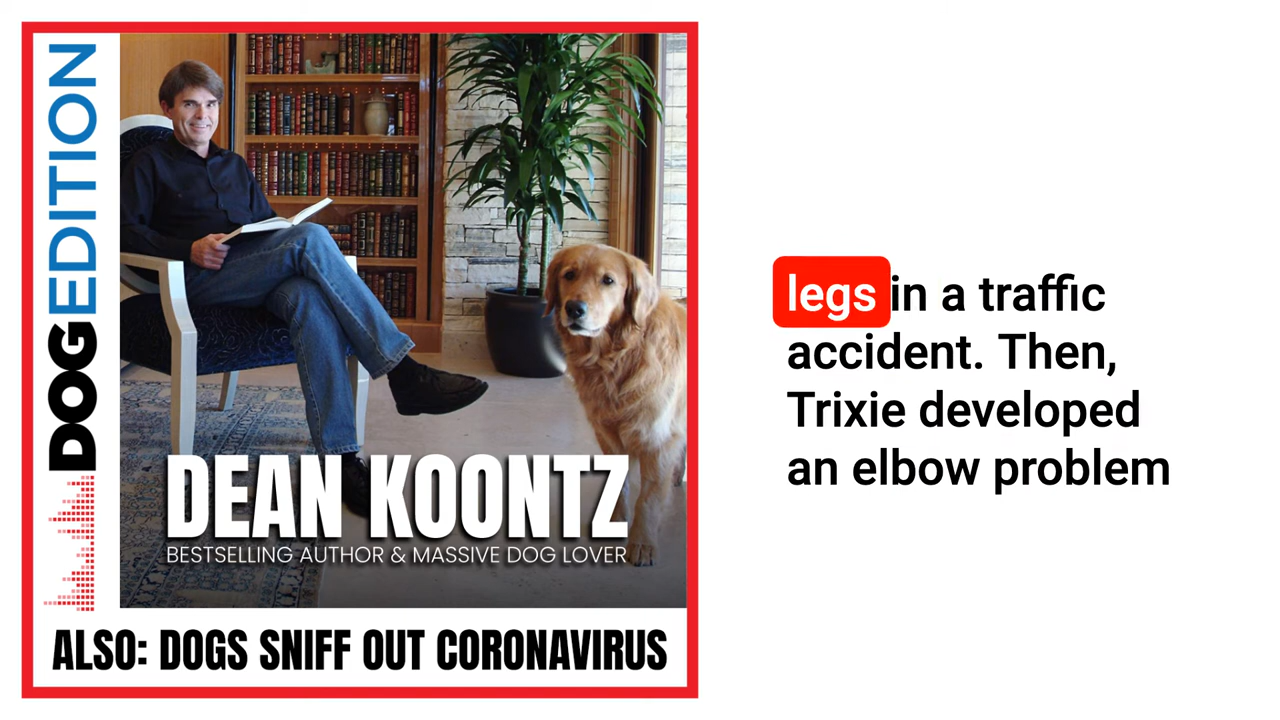 DOGEDITION
DEAN KOONTZ
BESTSELLING AUTHOR & MASSIVE DOG LOVER
ALSO: DOGS SNIFF OUT CORONAVIRUS
legs in a traffic
accident. Then,
Trixie developed
an elbow problem